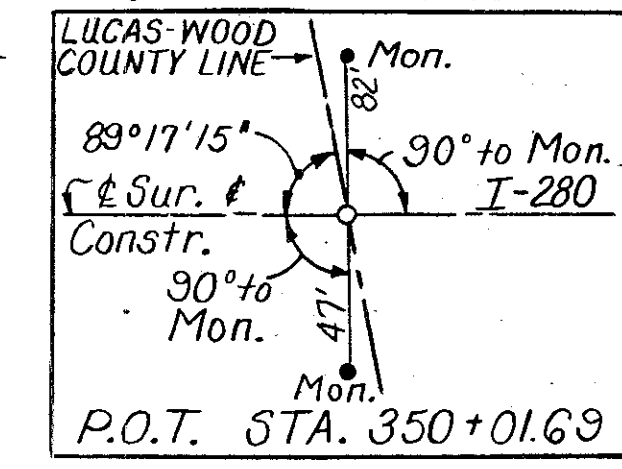 LUCAS-WOOD
COUNTY LINE
Mon.
82'
89°17'15"
90° to Mon.
℄ Sur. ℄
I-280
Constr.
90° to
Mon.
47'
Mon.
P.O.T. STA. 350+01.69